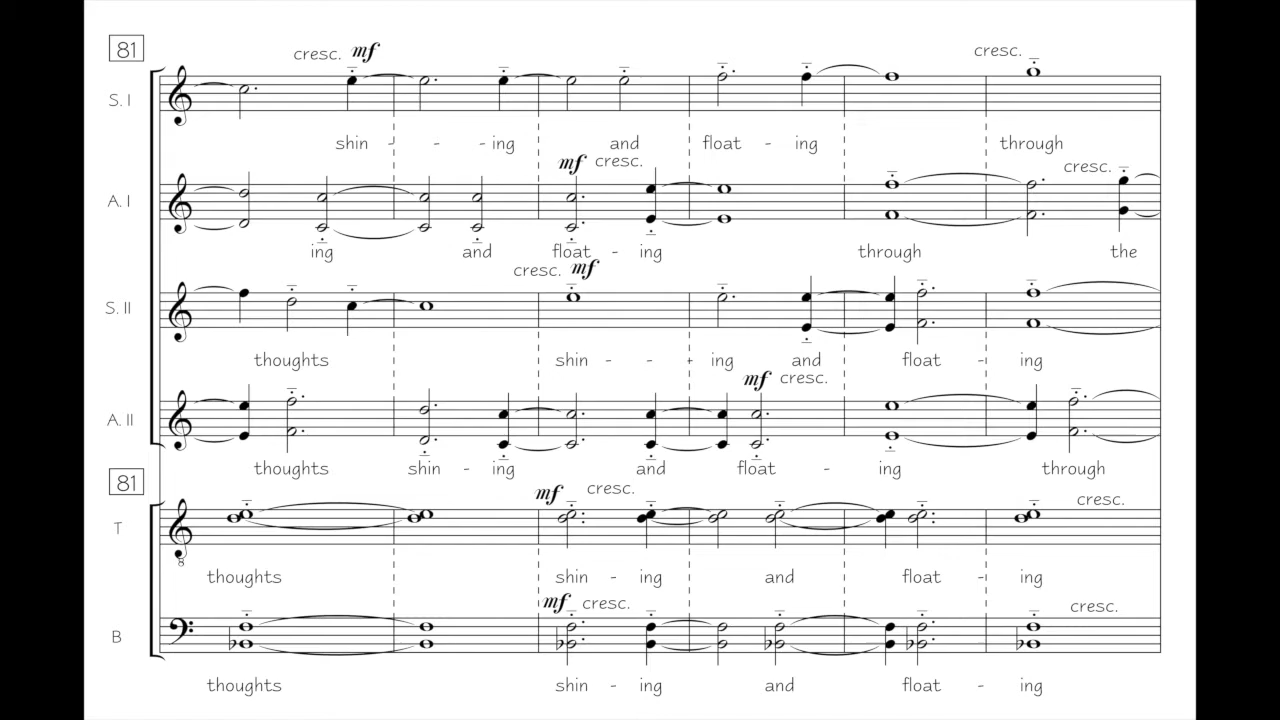 81
cresc. mf
cresc.
S. I
shin - - - ing and float - ing through
mf cresc.
cresc.
A. I
ing and float - ing through the
cresc. mf
S. II
thoughts shin - - - ing and float - ing
mf cresc.
A. II
thoughts shin - ing and float - ing through
81
mf cresc.
cresc.
T
8
thoughts shin - ing and float - ing
mf cresc.
cresc.
B
thoughts shin - ing and float - ing